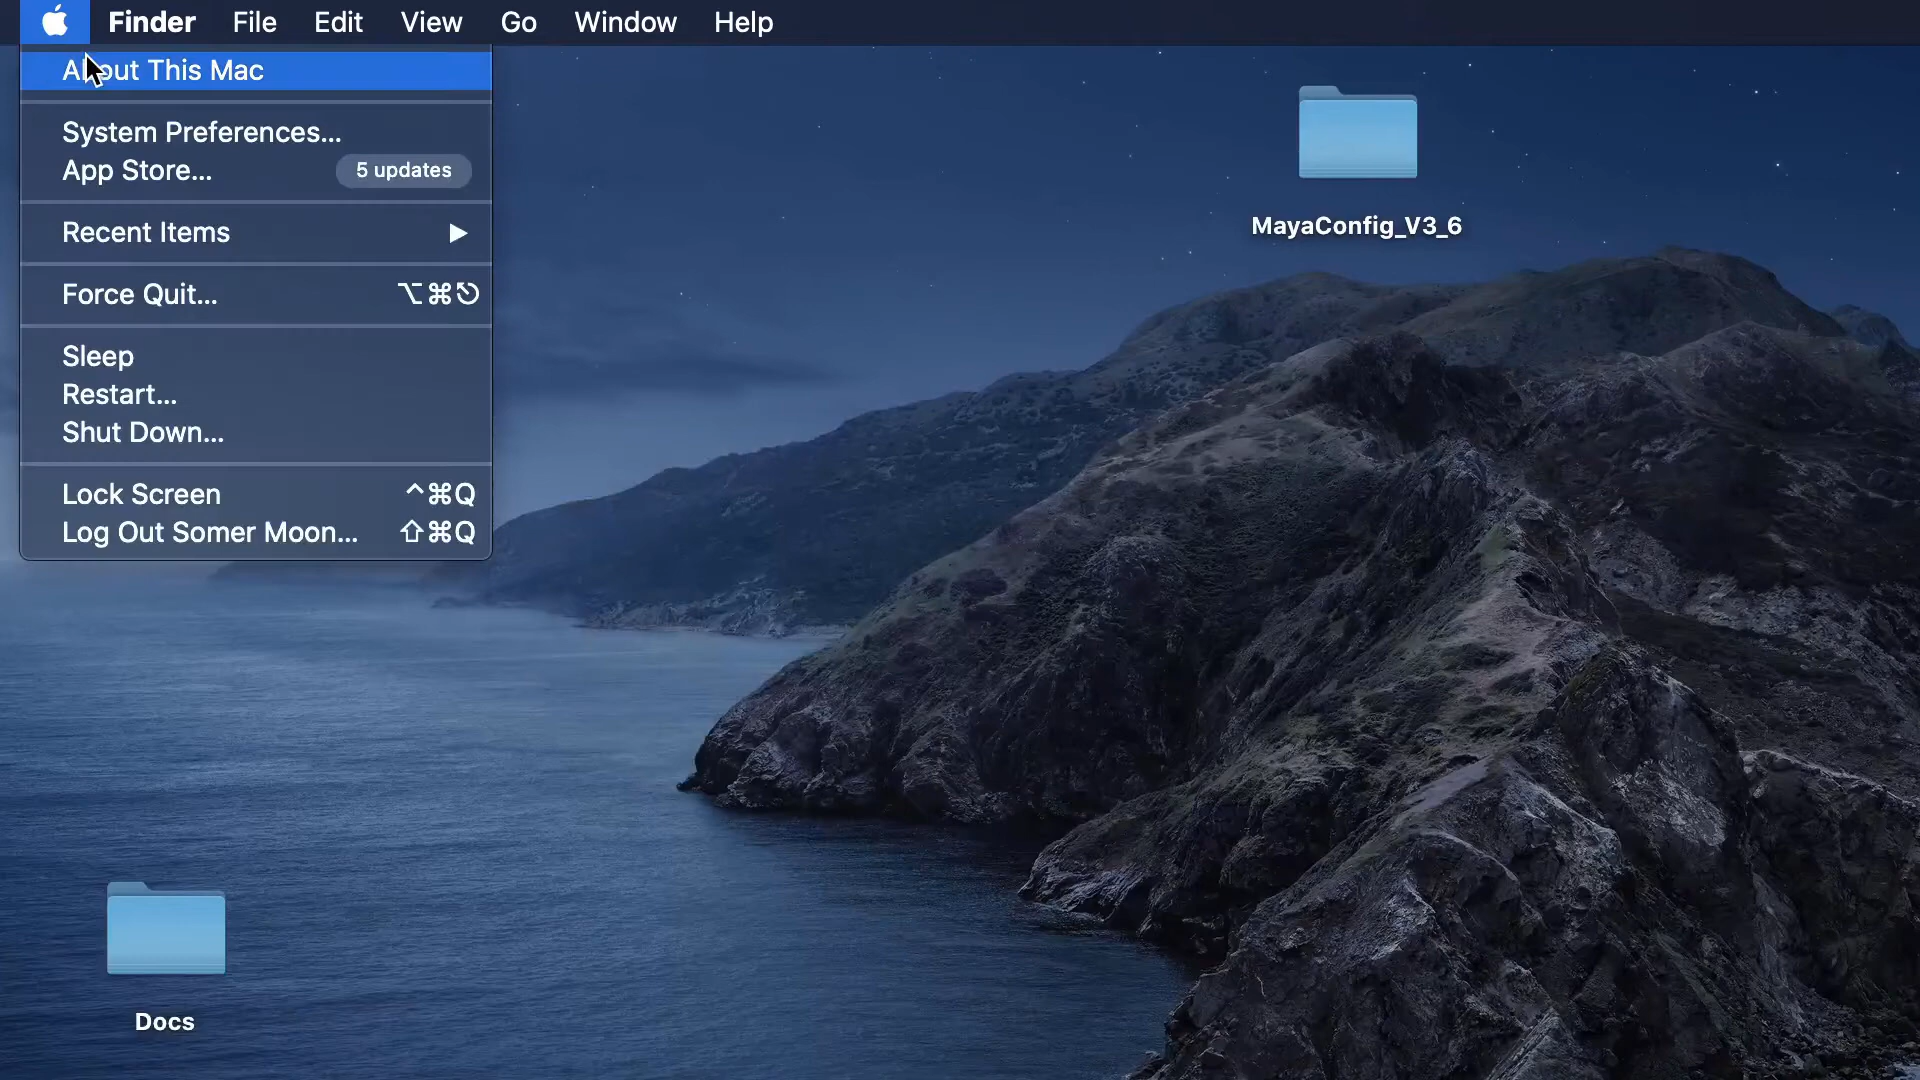 Finder File Edit View Go Window Help
About This Mac
System Preferences...
App Store... 5 updates
Recent Items ▶
Force Quit... ⌥⌘⎋
Sleep
Restart...
Shut Down...
Lock Screen ^⌘Q
Log Out Somer Moon... ⇧⌘Q
MayaConfig_V3_6
Docs